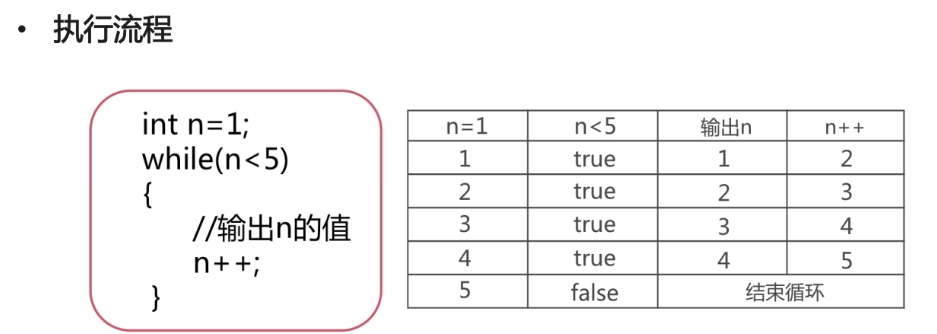 • 执行流程
int n=1;
while(n<5)
{
//输出n的值
n++;
}
n=1 n<5 输出n n++
1 true 1 2
2 true 2 3
3 true 3 4
4 true 4 5
5 false 结束循环